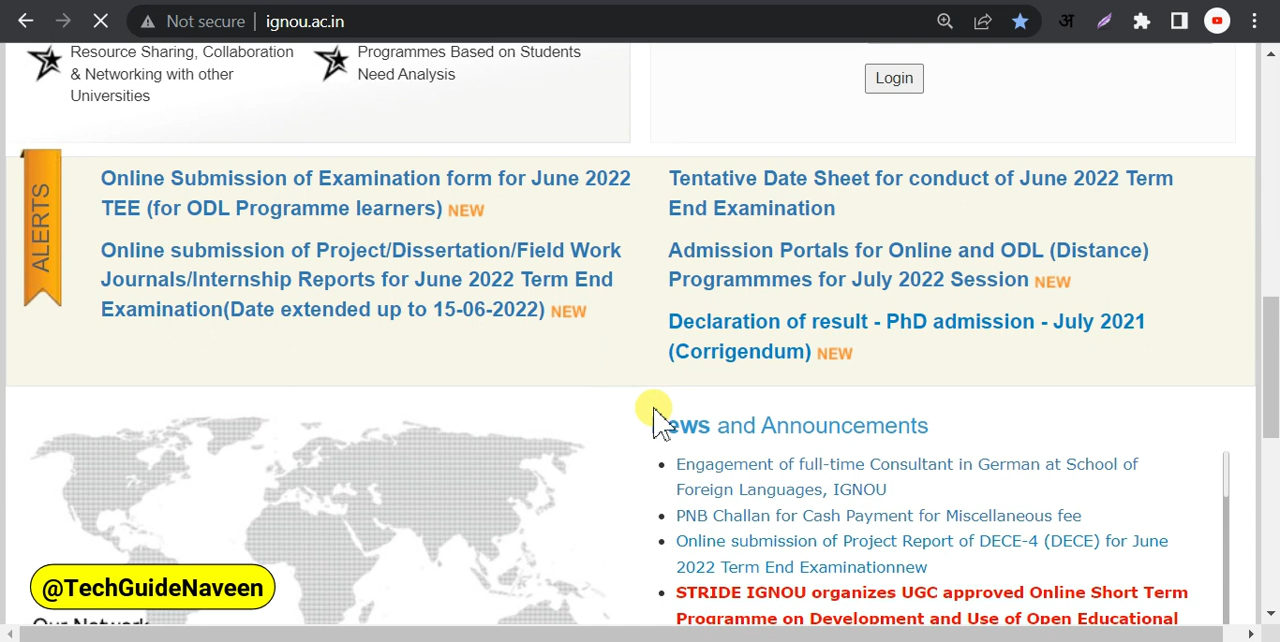 Not secure | ignou.ac.in
अ
Resource Sharing, Collaboration
& Networking with other
Universities
Programmes Based on Students
Need Analysis
Login
ALERTS
Online Submission of Examination form for June 2022
TEE (for ODL Programme learners) NEW
Online submission of Project/Dissertation/Field Work
Journals/Internship Reports for June 2022 Term End
Examination(Date extended up to 15-06-2022) NEW
Tentative Date Sheet for conduct of June 2022 Term
End Examination
Admission Portals for Online and ODL (Distance)
Programmmes for July 2022 Session NEW
Declaration of result - PhD admission - July 2021
(Corrigendum) NEW
News and Announcements
Engagement of full-time Consultant in German at School of
Foreign Languages, IGNOU
PNB Challan for Cash Payment for Miscellaneous fee
Online submission of Project Report of DECE-4 (DECE) for June
2022 Term End Examinationnew
STRIDE IGNOU organizes UGC approved Online Short Term
Programme on Development and Use of Open Educational
@TechGuideNaveen
Our Network